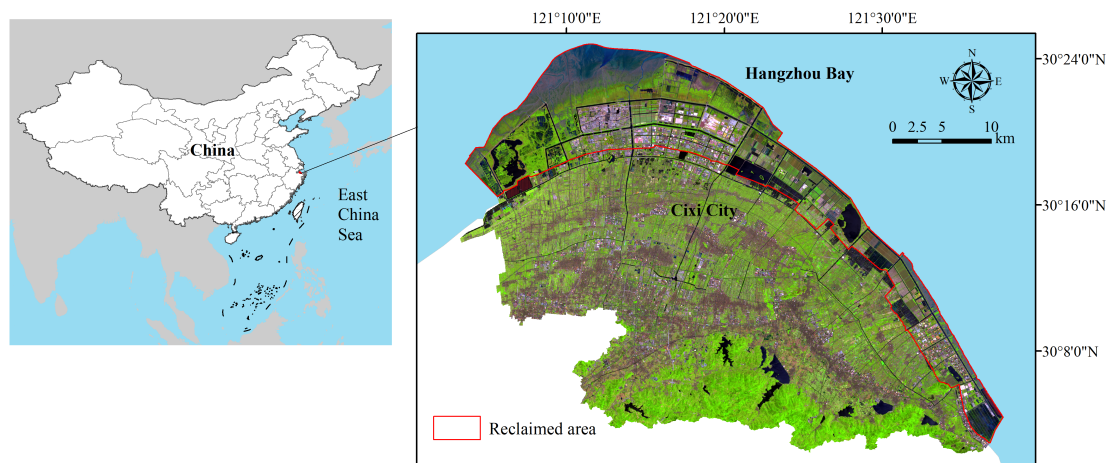 China
East
China
Sea
121°10'0"E
121°20'0"E
121°30'0"E
30°24'0"N
30°16'0"N
30°8'0"N
Hangzhou Bay
N
W
E
S
0 2.5 5 10
km
Cixi City
Reclaimed area